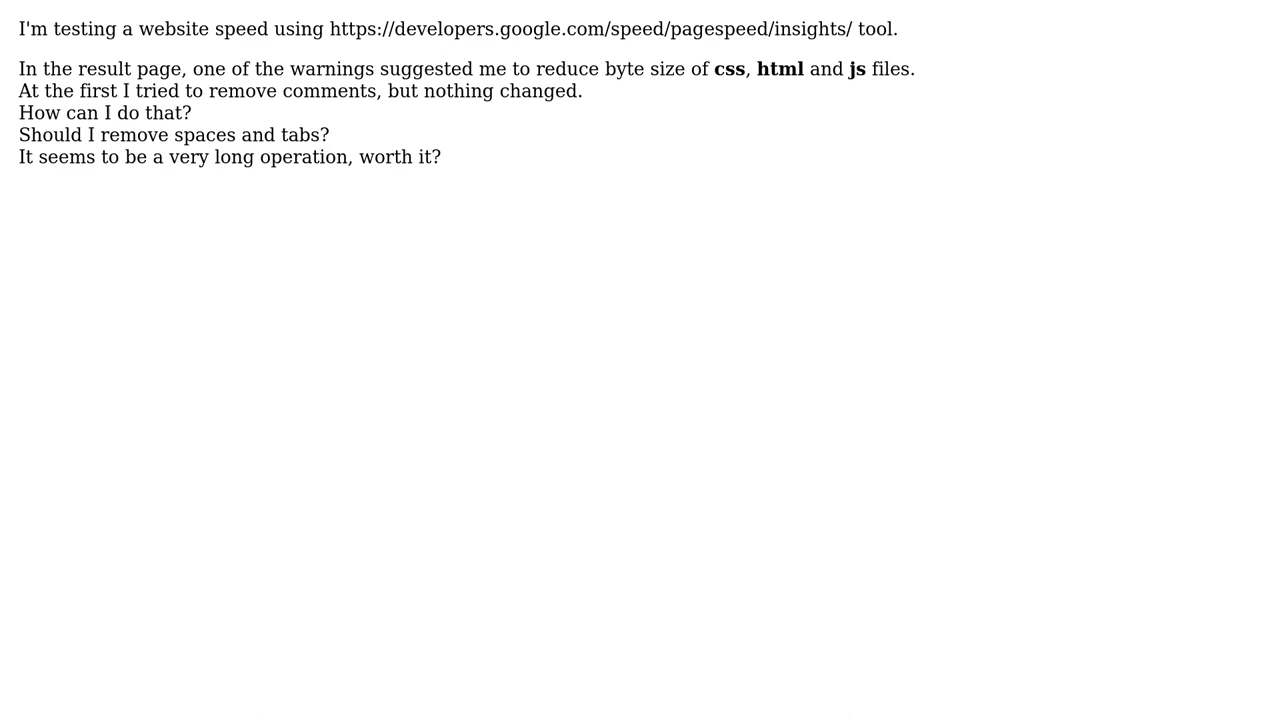 I'm testing a website speed using https://developers.google.com/speed/pagespeed/insights/ tool.
In the result page, one of the warnings suggested me to reduce byte size of css, html and js files.
At the first I tried to remove comments, but nothing changed.
How can I do that?
Should I remove spaces and tabs?
It seems to be a very long operation, worth it?